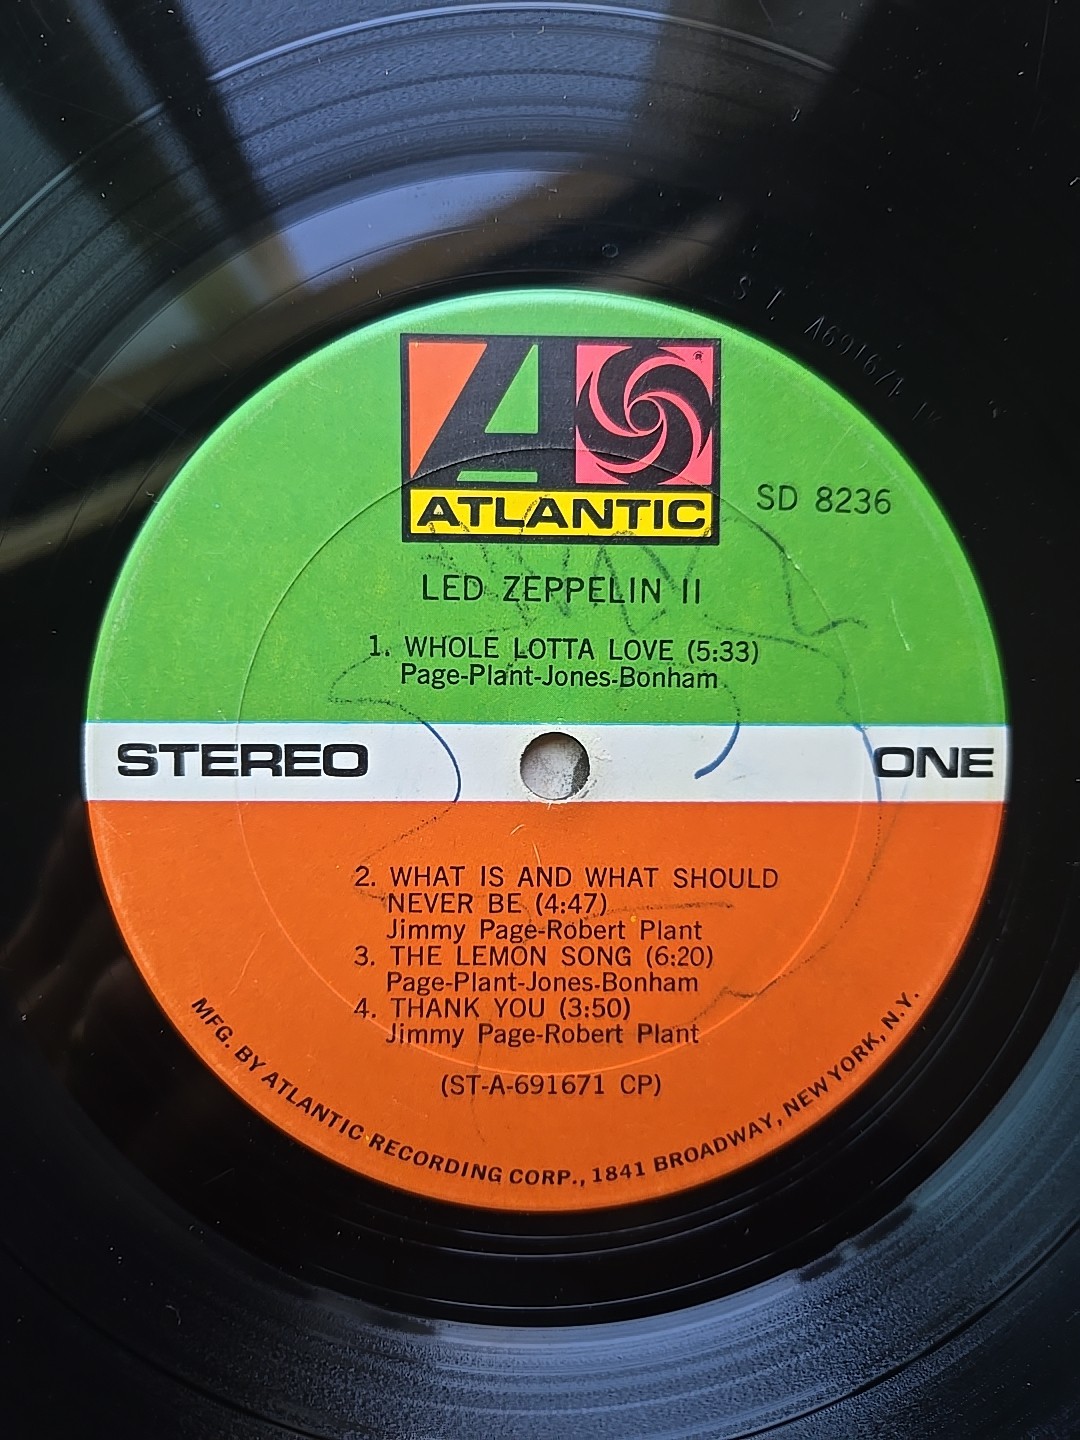 ATLANTIC
SD 8236
LED ZEPPELIN II
1. WHOLE LOTTA LOVE (5:33)
Page-Plant-Jones-Bonham
STEREO
ONE
2. WHAT IS AND WHAT SHOULD
NEVER BE (4:47)
Jimmy Page-Robert Plant
3. THE LEMON SONG (6:20)
Page-Plant-Jones-Bonham
4. THANK YOU (3:50)
Jimmy Page-Robert Plant
(ST-A-691671 CP)
MFG. BY ATLANTIC RECORDING CORP., 1841 BROADWAY, NEW YORK, N.Y.